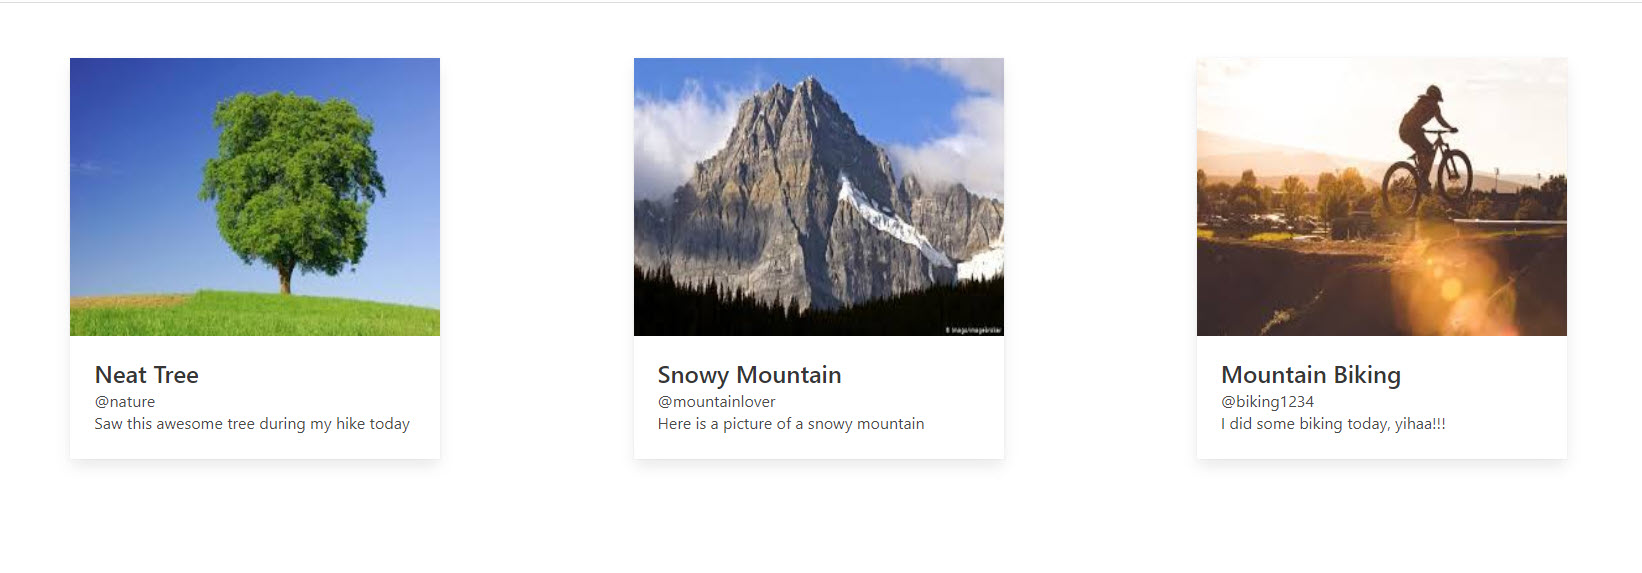 Neat Tree
@nature
Saw this awesome tree during my hike today
Snowy Mountain
@mountainlover
Here is a picture of a snowy mountain
Mountain Biking
@biking1234
I did some biking today, yihaa!!!